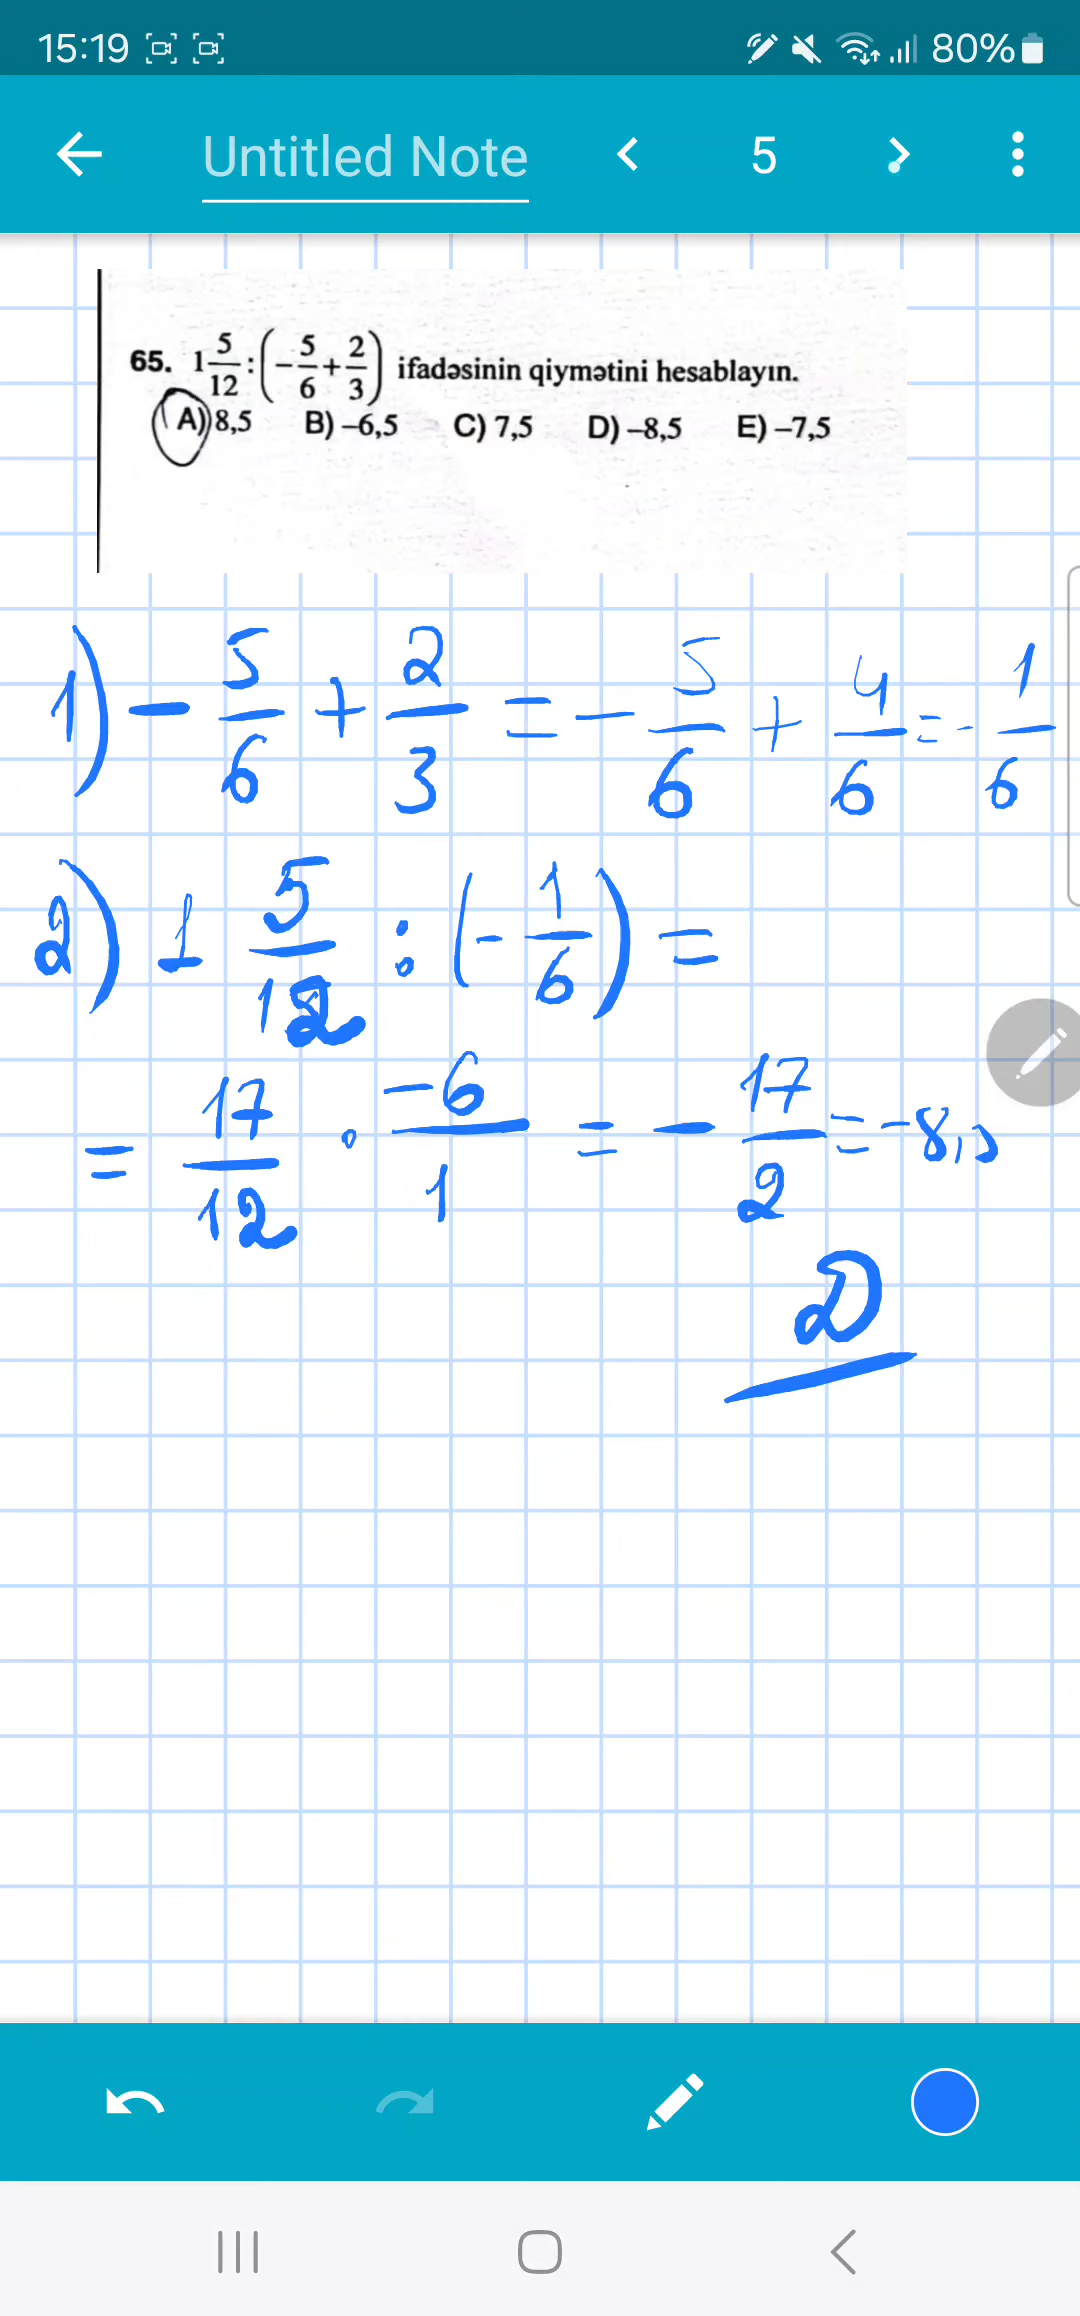 15:19 80%
Untitled Note < 5 >
65. 1 5/12 : (−5/6 + 2/3) ifadəsinin qiymətini hesablayın.
A) 8,5 B) –6,5 C) 7,5 D) –8,5 E) –7,5
1) − 5/6 + 2/3 = − 5/6 + 4/6 = − 1/6
2) 1 5/12 : (− 1/6) =
= 17/12 · −6/1 = − 17/2 = −8,5
D